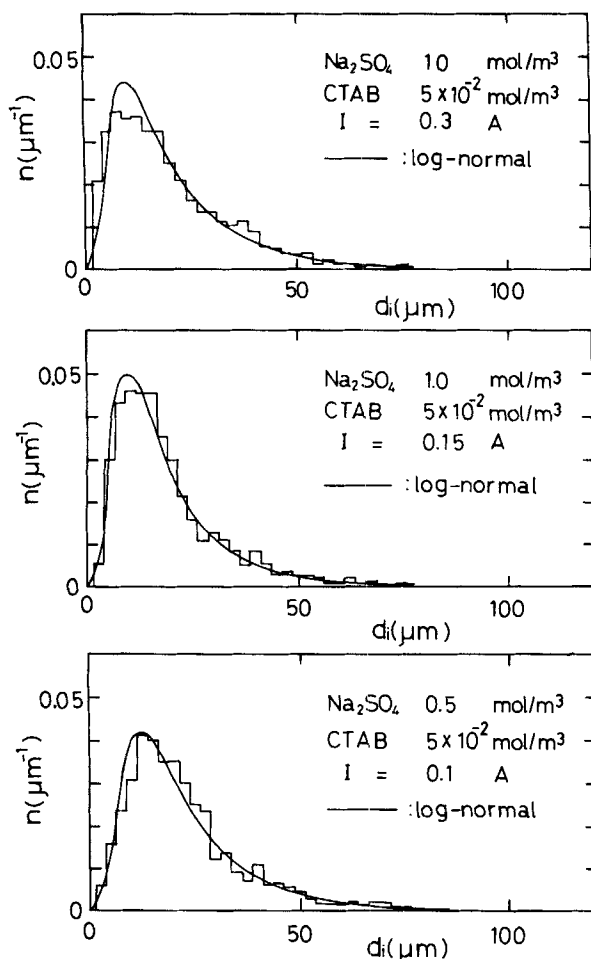 0.05
n(μm⁻¹)
Na₂SO₄ 10 mol/m³
CTAB 5×10⁻² mol/m³
I = 0.3 A
:log-normal
0
0 50 100
di(μm)
0.05
n(μm⁻¹)
Na₂SO₄ 1.0 mol/m³
CTAB 5×10⁻² mol/m³
I = 0.15 A
:log-normal
0
0 50 100
di(μm)
0.05
n(μm⁻¹)
Na₂SO₄ 0.5 mol/m³
CTAB 5×10⁻² mol/m³
I = 0.1 A
:log-normal
0
0 50 100
di(μm)